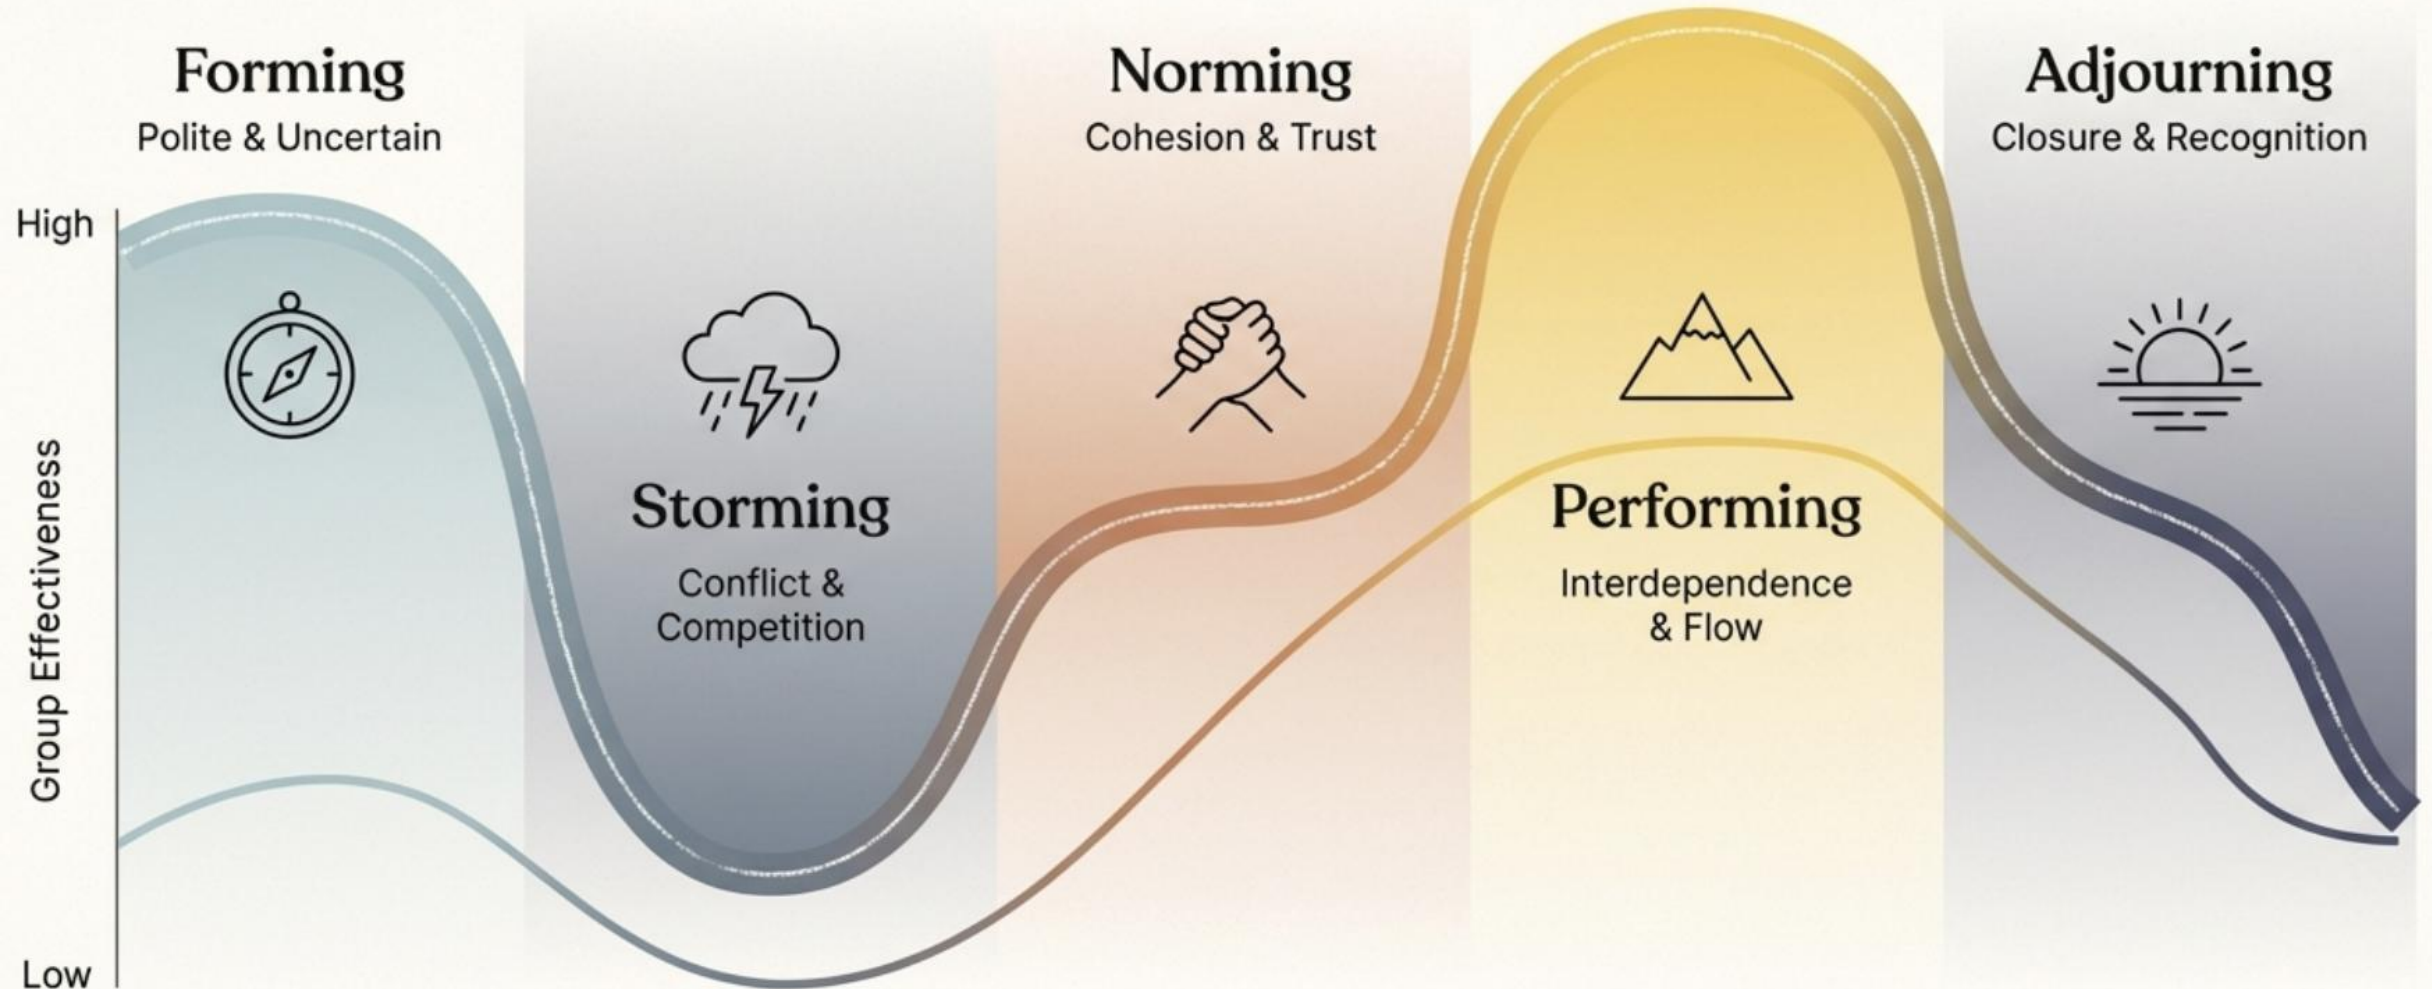 Forming
Polite & Uncertain
Storming
Conflict &
Competition
Norming
Cohesion & Trust
Performing
Interdependence
& Flow
Adjourning
Closure & Recognition
High
Group Effectiveness
Low